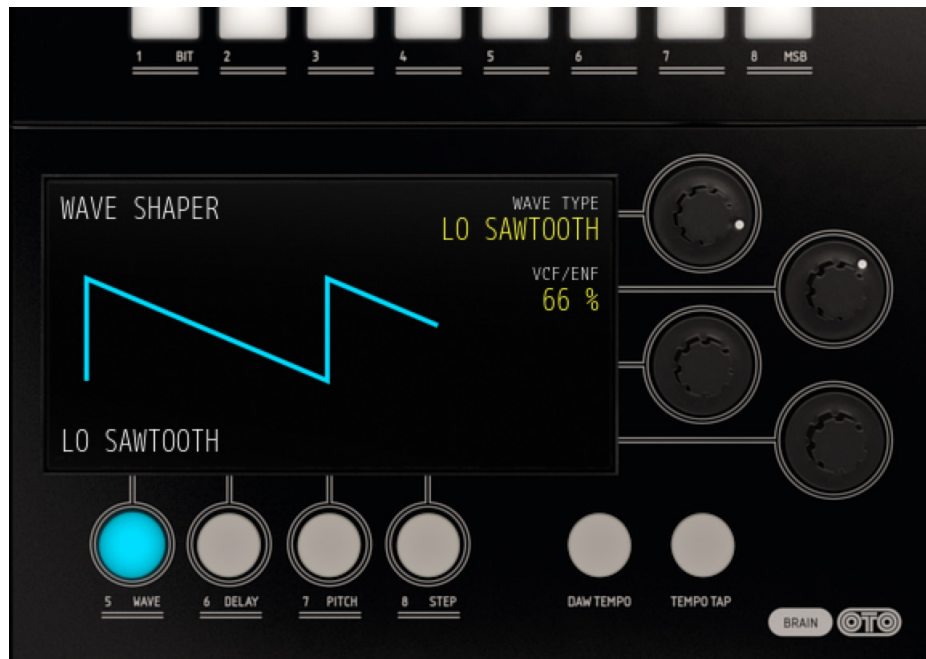 1 BIT 2 3 4 5 6 7 8 MSB
WAVE SHAPER
WAVE TYPE
LO SAWTOOTH
VCF/ENF
66 %
LO SAWTOOTH
5 WAVE 6 DELAY 7 PITCH 8 STEP
DAW TEMPO TEMPO TAP
BRAIN OTO